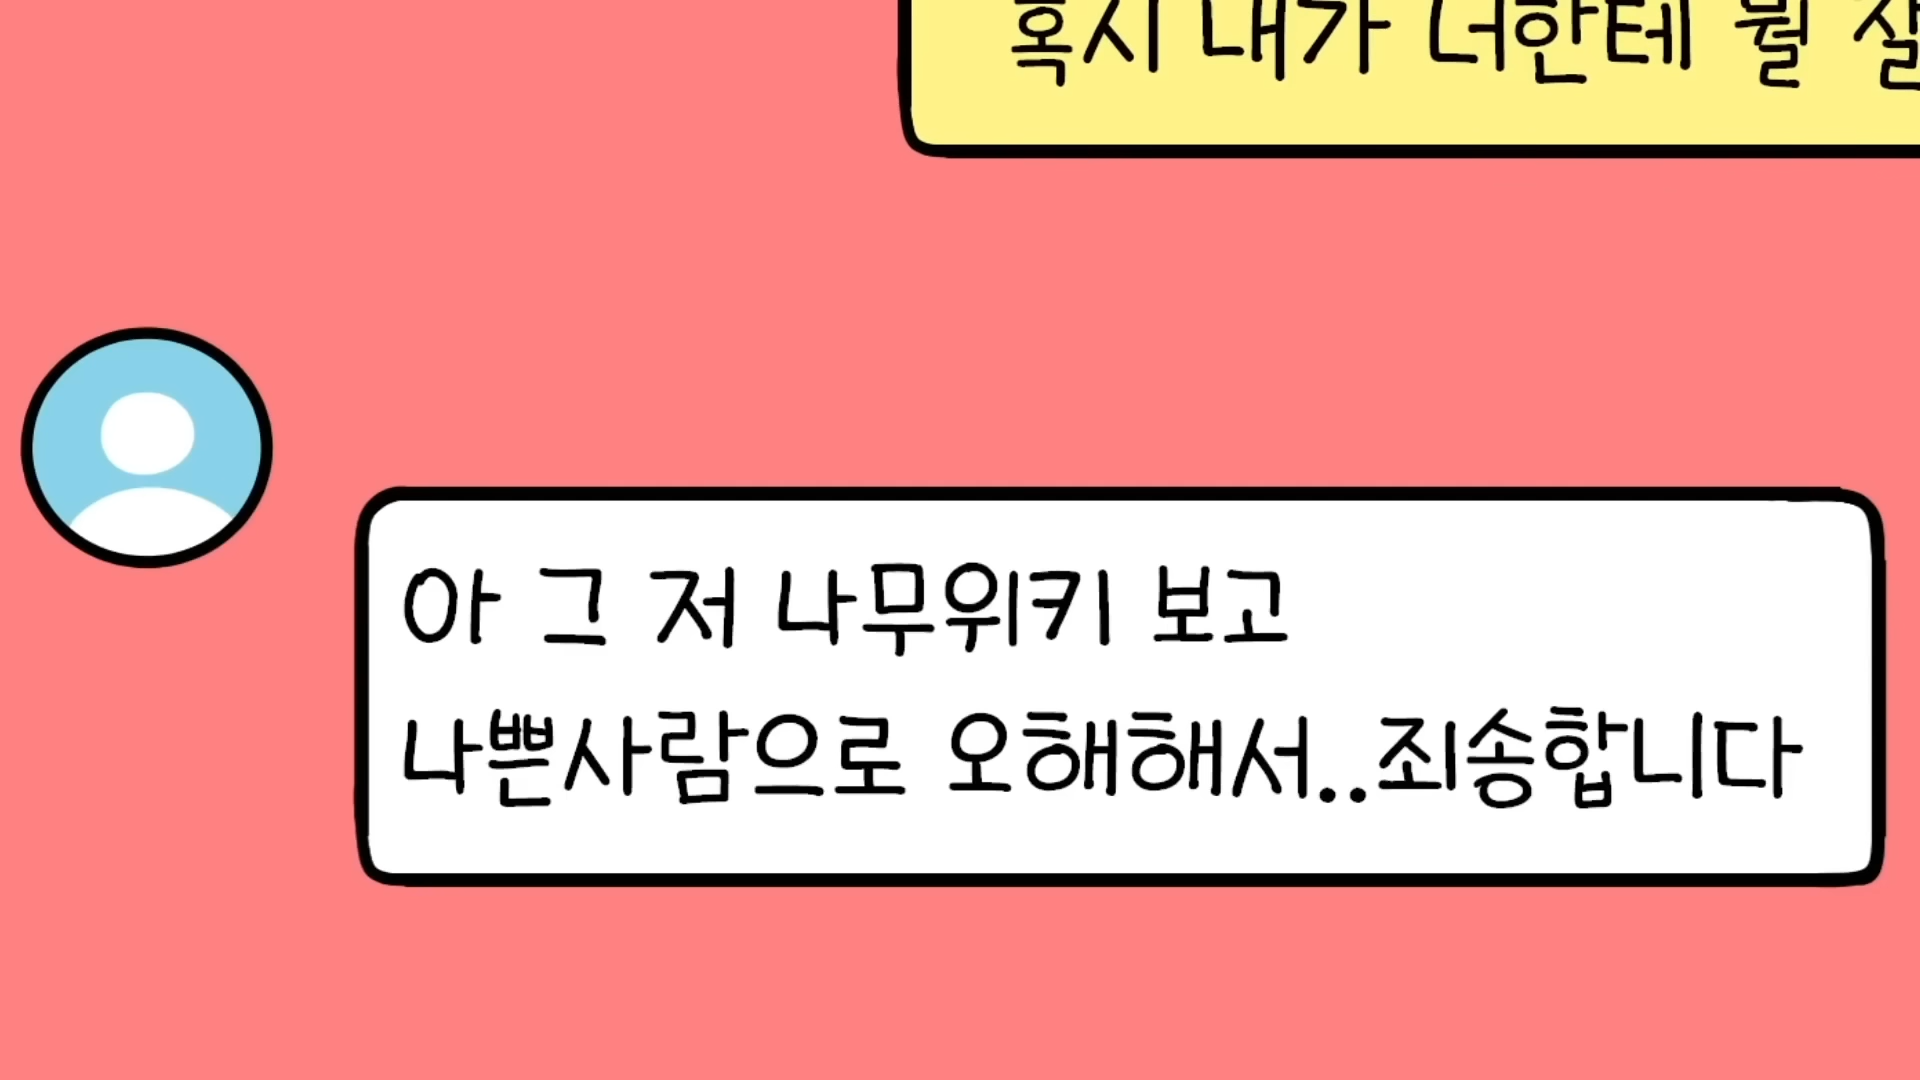 혹시 내가 너한테 뭘
아 그 저 나무위키 보고
나쁜사람으로 오해해서..죄송합니다